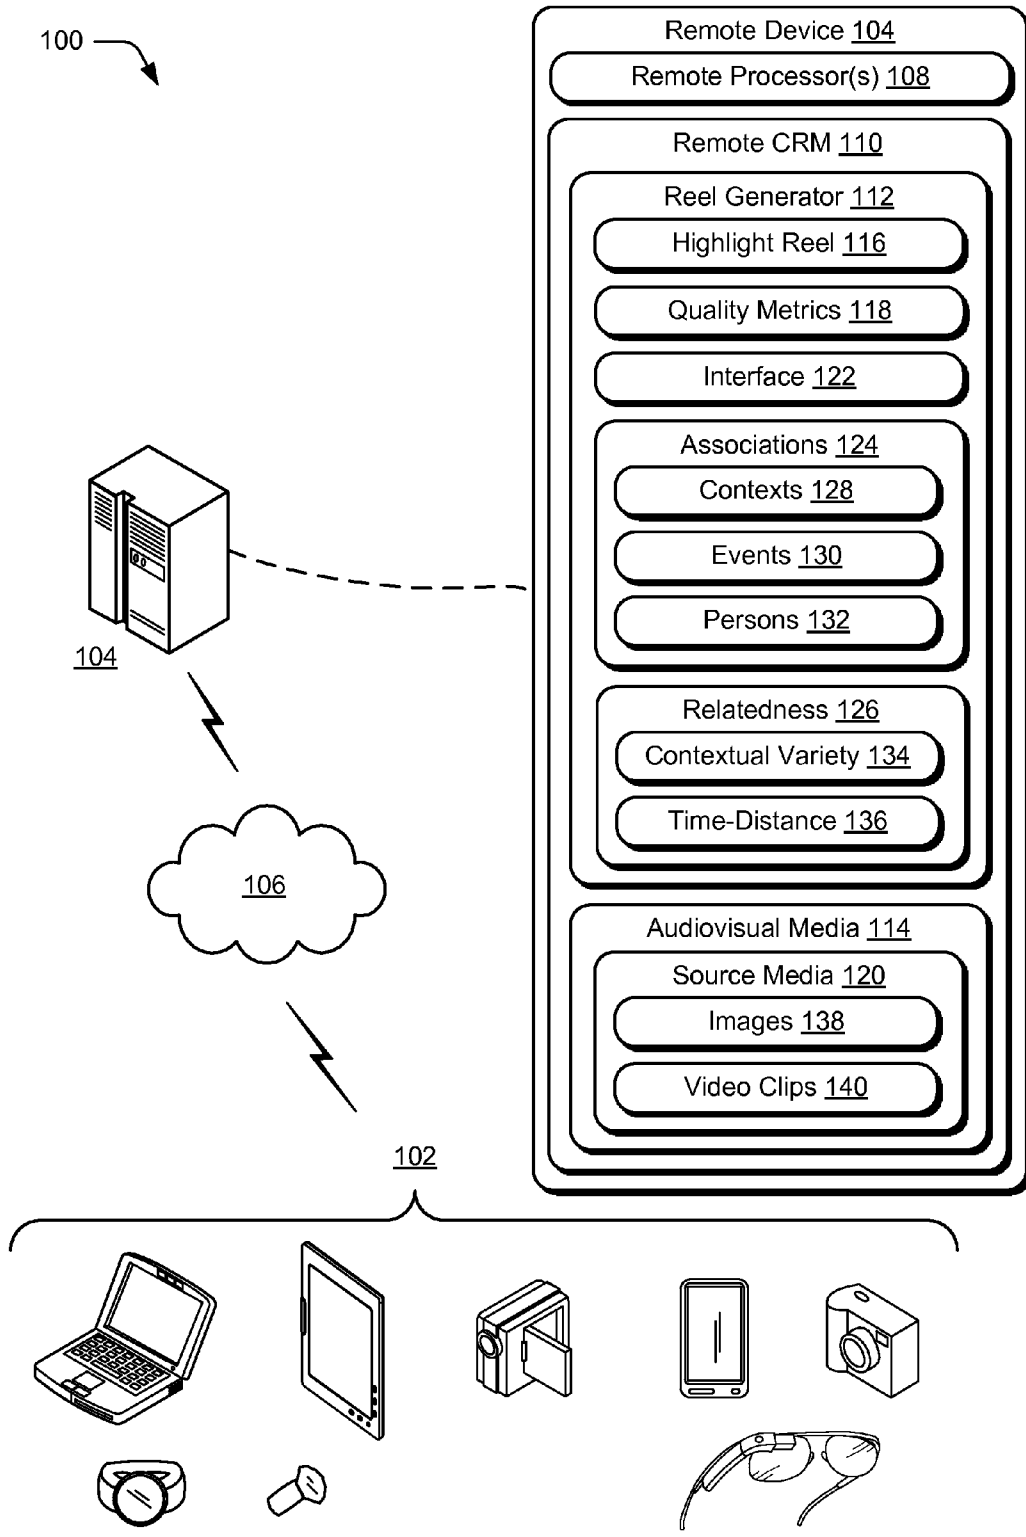 100
Remote Device 104
Remote Processor(s) 108
Remote CRM 110
Reel Generator 112
Highlight Reel 116
Quality Metrics 118
Interface 122
Associations 124
Contexts 128
Events 130
Persons 132
Relatedness 126
Contextual Variety 134
Time-Distance 136
Audiovisual Media 114
Source Media 120
Images 138
Video Clips 140
104
106
102